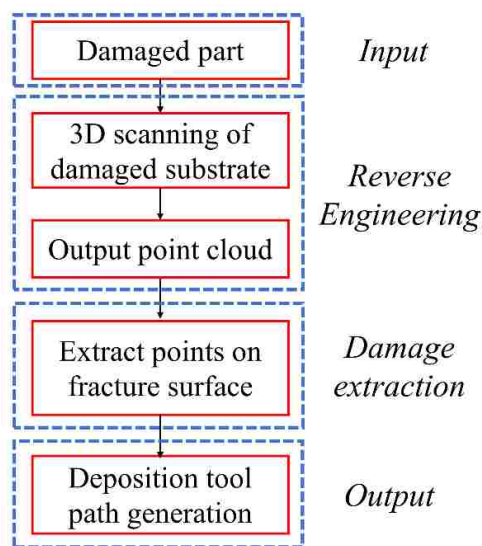 Damaged part
Input
3D scanning of
damaged substrate
Reverse
Engineering
Output point cloud
Extract points on
fracture surface
Damage
extraction
Deposition tool
path generation
Output